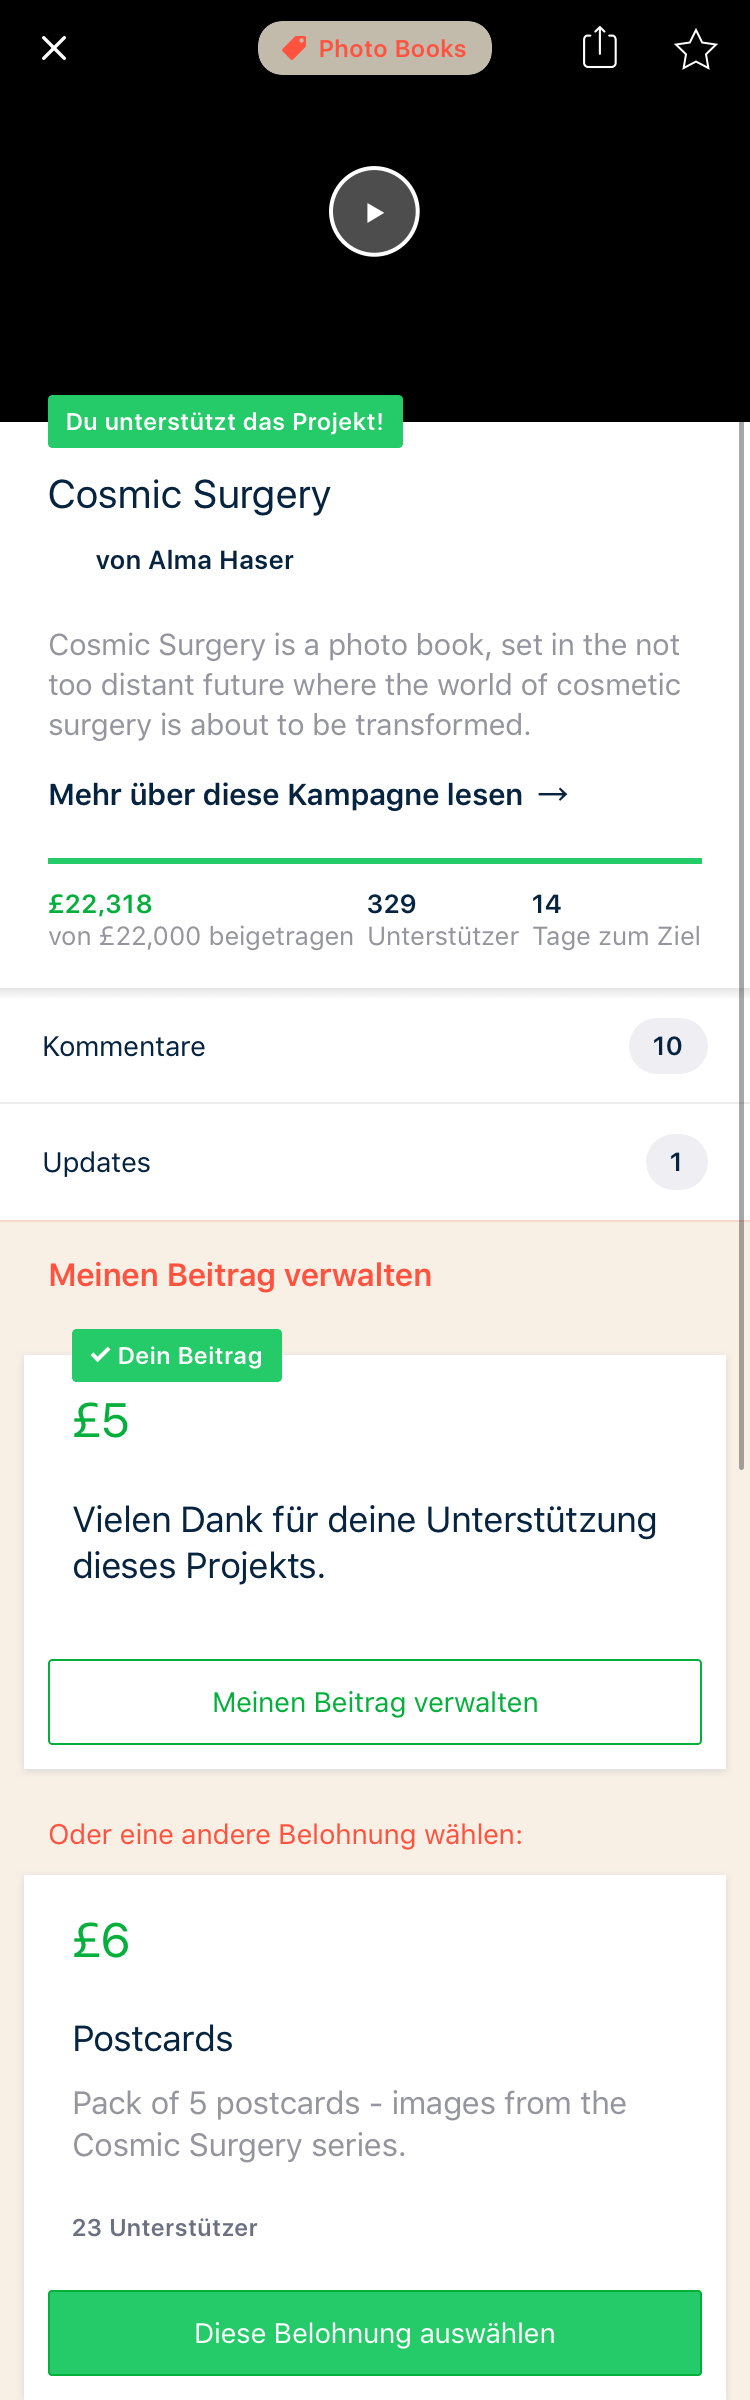 Photo Books
Du unterstützt das Projekt!
Cosmic Surgery
von Alma Haser
Cosmic Surgery is a photo book, set in the not
too distant future where the world of cosmetic
surgery is about to be transformed.
Mehr über diese Kampagne lesen →
£22,318 329 14
von £22,000 beigetragen Unterstützer Tage zum Ziel
Kommentare 10
Updates 1
Meinen Beitrag verwalten
Dein Beitrag
£5
Vielen Dank für deine Unterstützung
dieses Projekts.
Meinen Beitrag verwalten
Oder eine andere Belohnung wählen:
£6
Postcards
Pack of 5 postcards - images from the
Cosmic Surgery series.
23 Unterstützer
Diese Belohnung auswählen